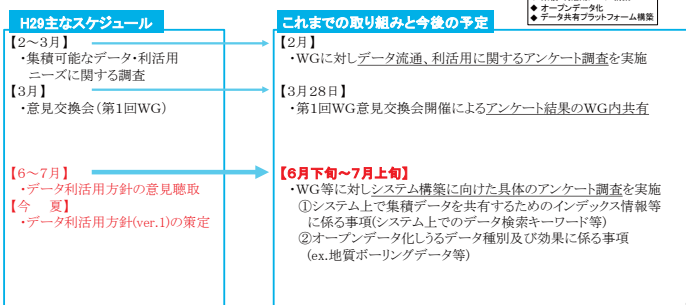 ◆ オープンデータ化
◆ データ共有プラットフォーム構築
H29主なスケジュール
【2～3月】
・集積可能なデータ・利活用
ニーズに関する調査
【3月】
・意見交換会(第1回WG)
【6～7月】
・データ利活用方針の意見聴取
【今　夏】
・データ利活用方針(ver.1)の策定
これまでの取り組みと今後の予定
【2月】
・WGに対しデータ流通、利活用に関するアンケート調査を実施
【3月28日】
・第1回WG意見交換会開催によるアンケート結果のWG内共有
【6月下旬～7月上旬】
・WG等に対しシステム構築に向けた具体のアンケート調査を実施
①システム上で集積データを共有するためのインデックス情報等
に係る事項(システム上でのデータ検索キーワード等)
②オープンデータ化しうるデータ種別及び効果に係る事項
(ex.地質ボーリングデータ等)